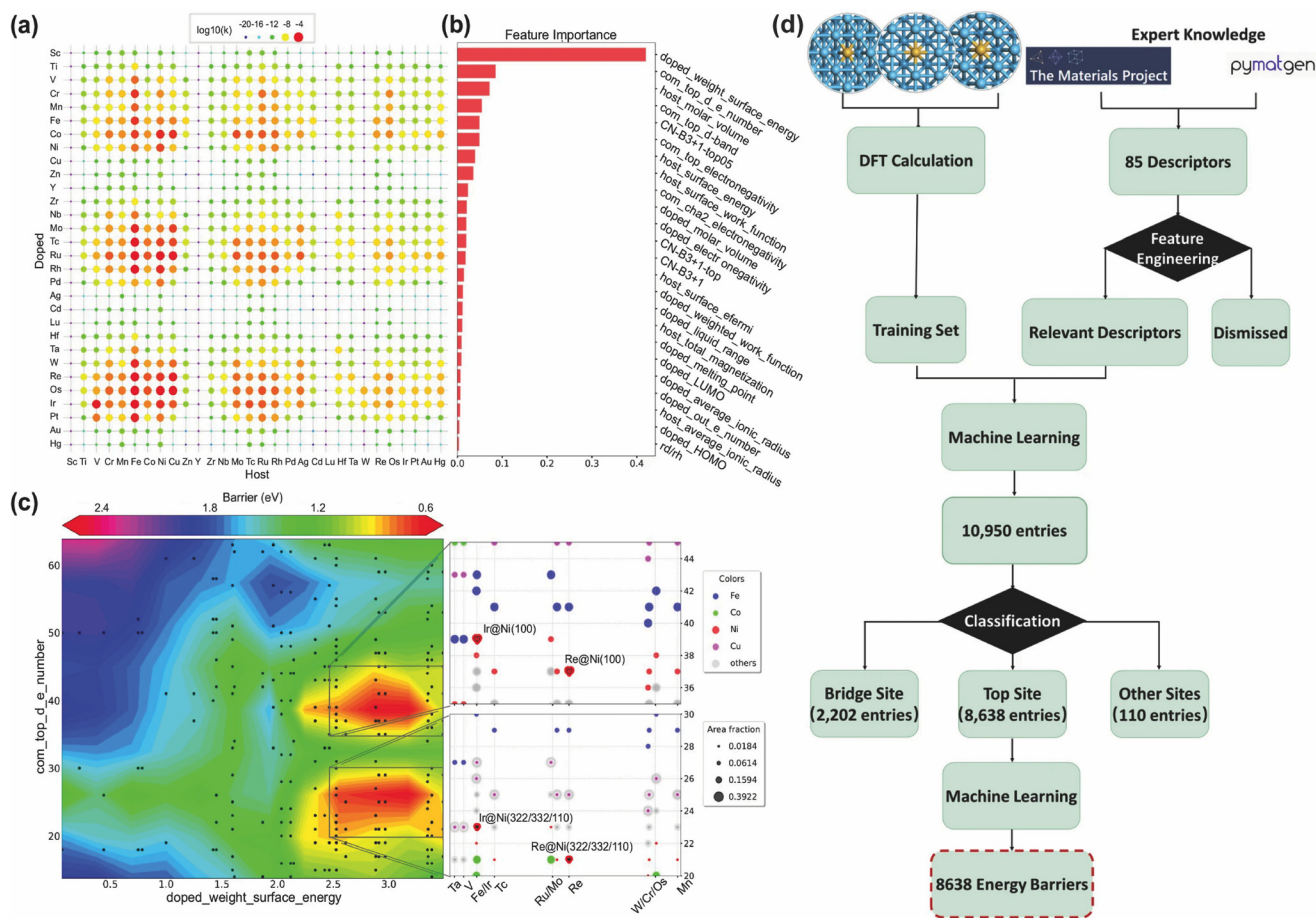 (a)
log10(k)
-20 -16 -12 -8 -4
Sc
Ti
V
Cr
Mn
Fe
Co
Ni
Cu
Zn
Y
Zr
Nb
Mo
Tc
Ru
Rh
Pd
Ag
Cd
Lu
Hf
Ta
W
Re
Os
Ir
Pt
Au
Hg
Doped
Sc Ti V Cr Mn Fe Co Ni Cu Zn Y Zr Nb Mo Tc Ru Rh Pd Ag Cd Lu Hf Ta W Re Os Ir Pt Au Hg
Host
(b)
Feature Importance
doped_weight_surface_energy
com_top_d_e_number
host_molar_volume
com_top_d-band
CN-B3+1-top05
com_top_electronegativity
host_surface_energy
host_surface_work_function
com_cha2_electronegativity
doped_molar_volume
doped_electronegativity
CN-B3+1-top
CN-B3+1
host_surface_efermi
doped_weighted_work_function
doped_liquid_range
host_total_magnetization
doped_melting_point
doped_LUMO
doped_average_ionic_radius
doped_out_e_number
host_average_ionic_radius
doped_HOMO
rd/rh
0.0 0.1 0.2 0.3 0.4
(c)
Barrier (eV)
2.4 1.8 1.2 0.6
60
50
40
30
20
com_top_d_e_number
0.5 1.0 1.5 2.0 2.5 3.0
doped_weight_surface_energy
44
42
40
38
36
Ir@Ni(100)
Re@Ni(100)
Colors
Fe
Co
Ni
Cu
others
30
28
26
24
22
20
Ir@Ni(322/332/110)
Re@Ni(322/332/110)
Area fraction
0.0184
0.0614
0.1594
0.3922
Ta
V
Fe/Ir
Tc
Ru/Mo
Re
W/Cr/Os
Mn
(d)
Expert Knowledge
The Materials Project
pymatgen
DFT Calculation
85 Descriptors
Feature
Engineering
Training Set
Relevant Descriptors
Dismissed
Machine Learning
10,950 entries
Classification
Bridge Site
(2,202 entries)
Top Site
(8,638 entries)
Other Sites
(110 entries)
Machine Learning
8638 Energy Barriers